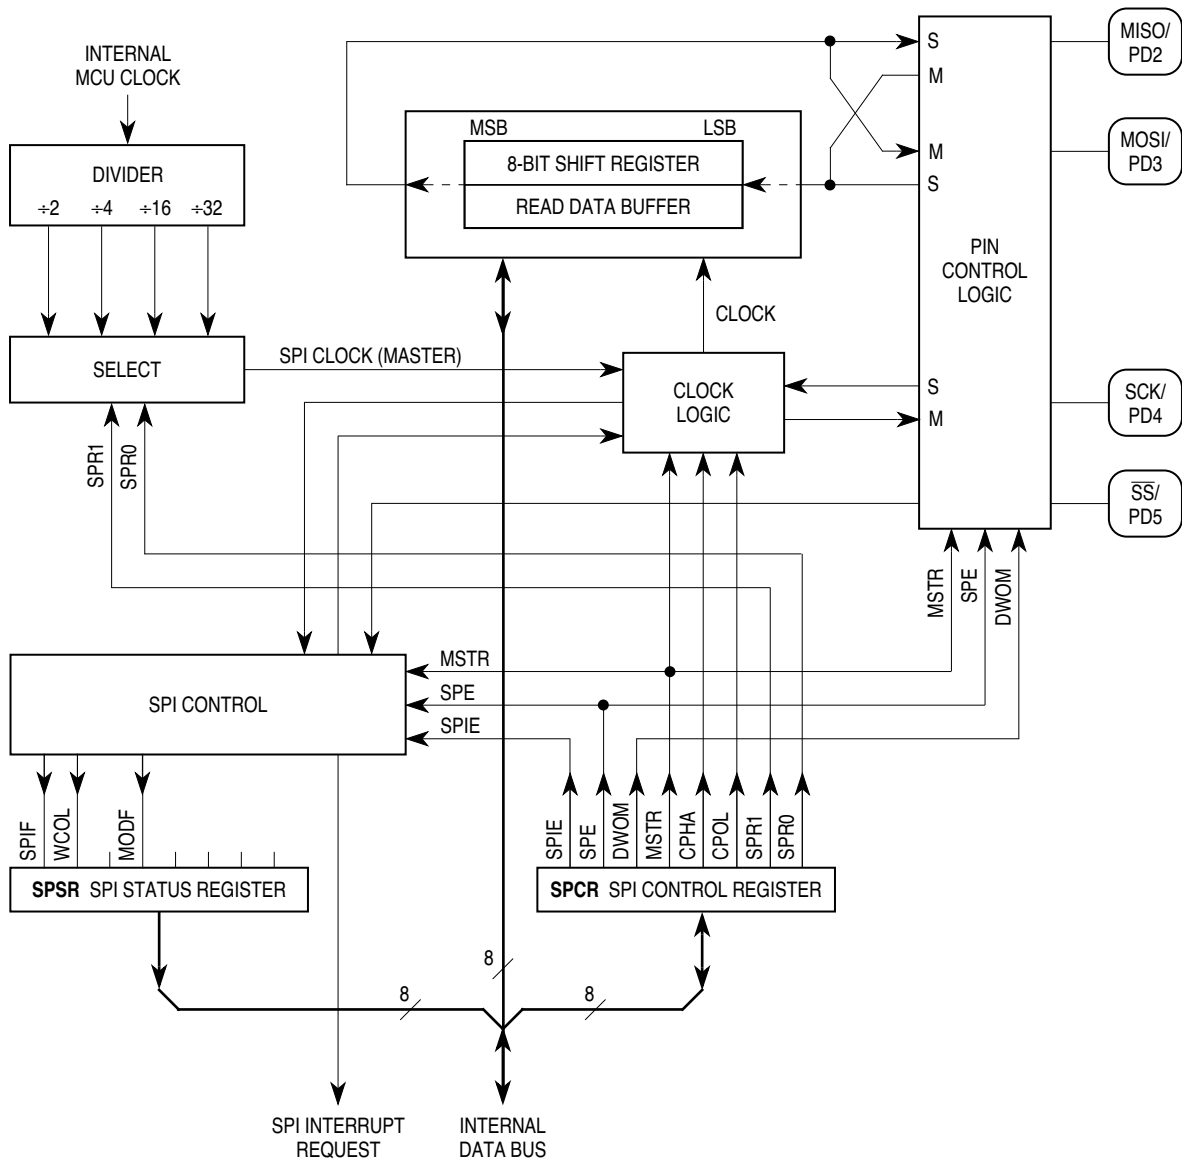 INTERNAL
MCU CLOCK
DIVIDER
÷2 ÷4 ÷16 ÷32
SELECT
SPR1
SPR0
MSB LSB
8-BIT SHIFT REGISTER
READ DATA BUFFER
CLOCK
SPI CLOCK (MASTER)
CLOCK
LOGIC
S
M
M
S
PIN
CONTROL
LOGIC
S
M
MISO/
PD2
MOSI/
PD3
SCK/
PD4
S̅S̅/
PD5
MSTR
SPE
DWOM
SPI CONTROL
MSTR
SPE
SPIE
SPIF
WCOL
MODF
SPSR SPI STATUS REGISTER
SPIE
SPE
DWOM
MSTR
CPHA
CPOL
SPR1
SPR0
SPCR SPI CONTROL REGISTER
8
8
8
SPI INTERRUPT
REQUEST
INTERNAL
DATA BUS